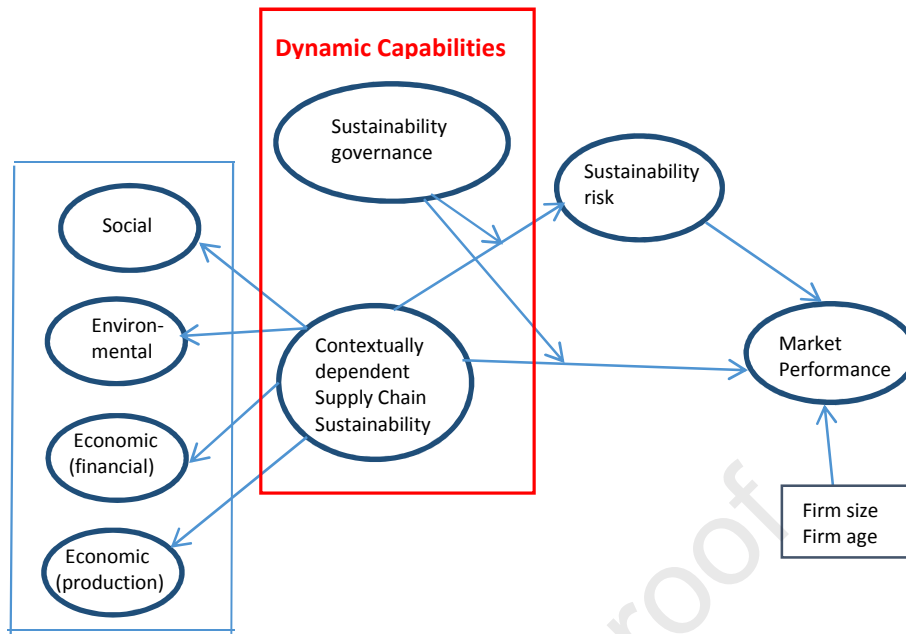 Dynamic Capabilities
Sustainability
governance
Sustainability
risk
Social
Environ-
mental
Contextually
dependent
Supply Chain
Sustainability
Market
Performance
Economic
(financial)
Economic
(production)
Firm size
Firm age
roof